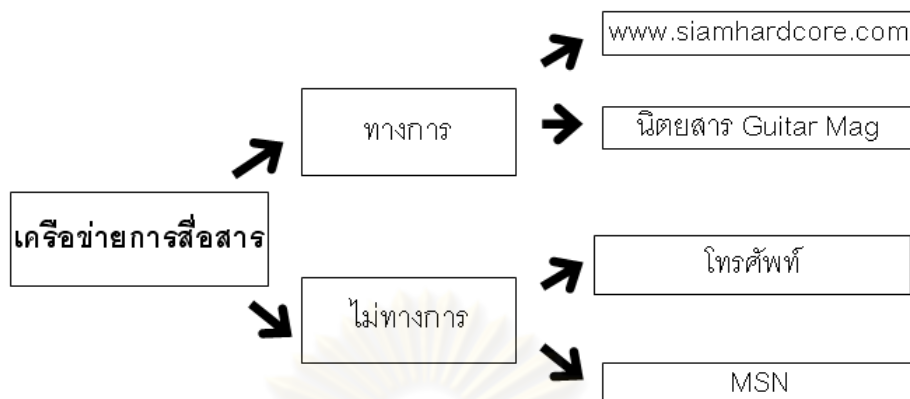 www.siamhardcore.com
ทางการ
นิตยสาร Guitar Mag
เครือข่ายการสื่อสาร
โทรศัพท์
ไม่ทางการ
MSN